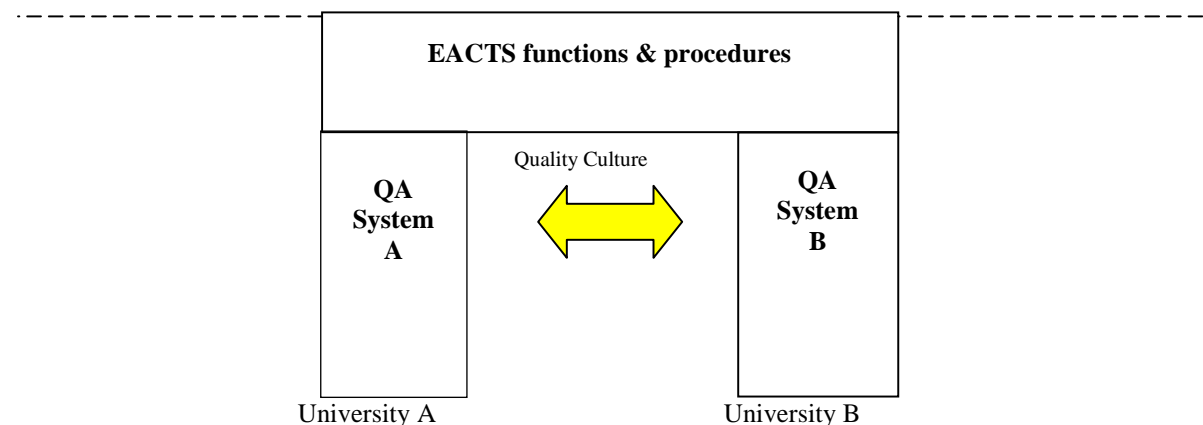 EACTS functions & procedures
Quality Culture
QA
System
A
QA
System
B
University A
University B